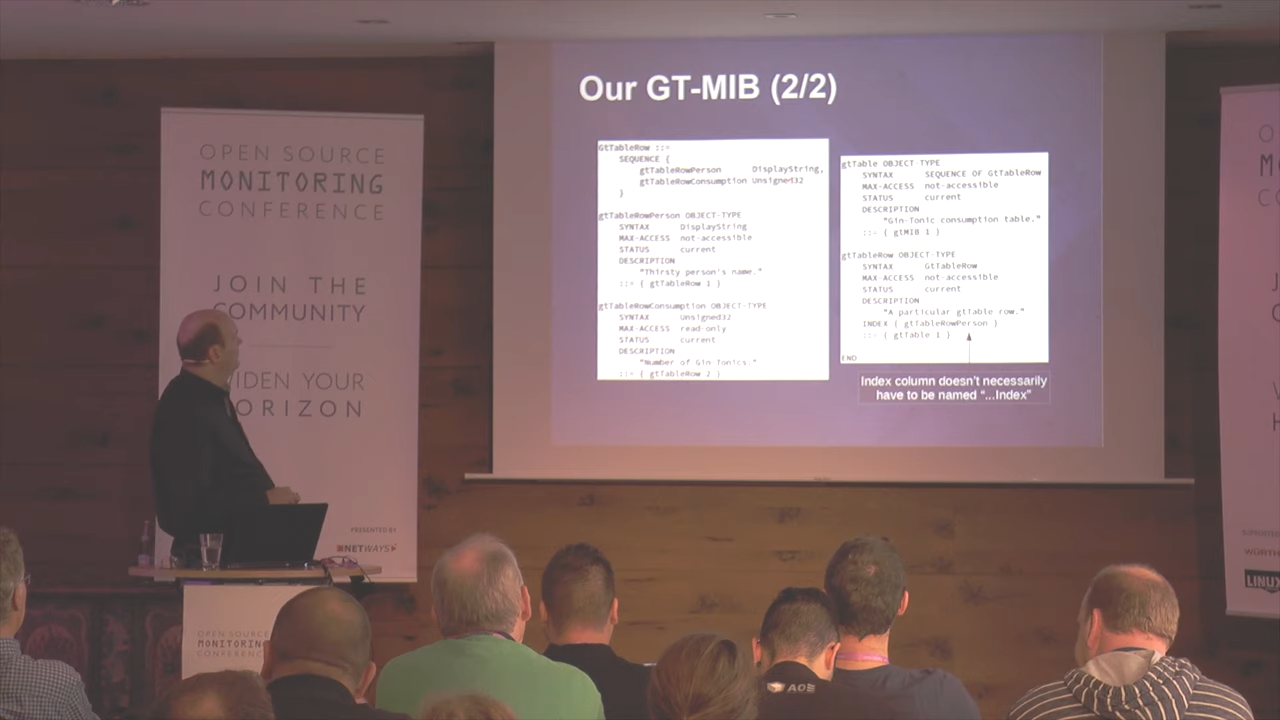 Our GT-MIB (2/2)
GtTableRow ::=
SEQUENCE {
gtTableRowPerson DisplayString,
gtTableRowConsumption Unsigned32
}
gtTableRowPerson OBJECT-TYPE
SYNTAX DisplayString
MAX-ACCESS not-accessible
STATUS current
DESCRIPTION
"Thirsty person's name."
::= { gtTableRow 1 }
gtTableRowConsumption OBJECT-TYPE
SYNTAX Unsigned32
MAX-ACCESS read-only
STATUS current
DESCRIPTION
"Number of Gin Tonics."
::= { gtTableRow 2 }
gtTable OBJECT-TYPE
SYNTAX SEQUENCE OF GtTableRow
MAX-ACCESS not-accessible
STATUS current
DESCRIPTION
"Gin-Tonic consumption table."
::= { gtMIB 1 }
gtTableRow OBJECT-TYPE
SYNTAX GtTableRow
MAX-ACCESS not-accessible
STATUS current
DESCRIPTION
"A particular gtTable row."
INDEX { gtTableRowPerson }
::= { gtTable 1 }
END
Index column doesn't necessarily
have to be named "...Index"
OPEN SOURCE
MONITORING
CONFERENCE
JOIN THE
COMMUNITY
IDEN YOUR
ORIZON
PRESENTED BY
NETWAYS
OPEN SOURCE
MONITORING
CONFERENCE
AOE
LINUX